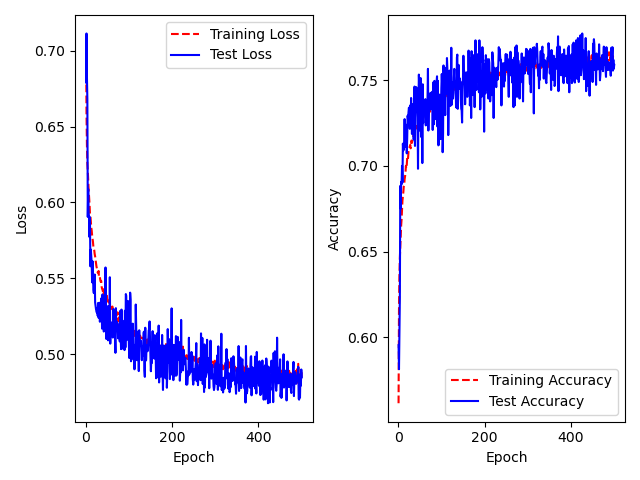 Training Loss
Test Loss
0.70
0.65
0.60
0.55
0.50
Loss
0
200
400
Epoch
0.75
0.70
0.65
0.60
Accuracy
Training Accuracy
Test Accuracy
0
200
400
Epoch